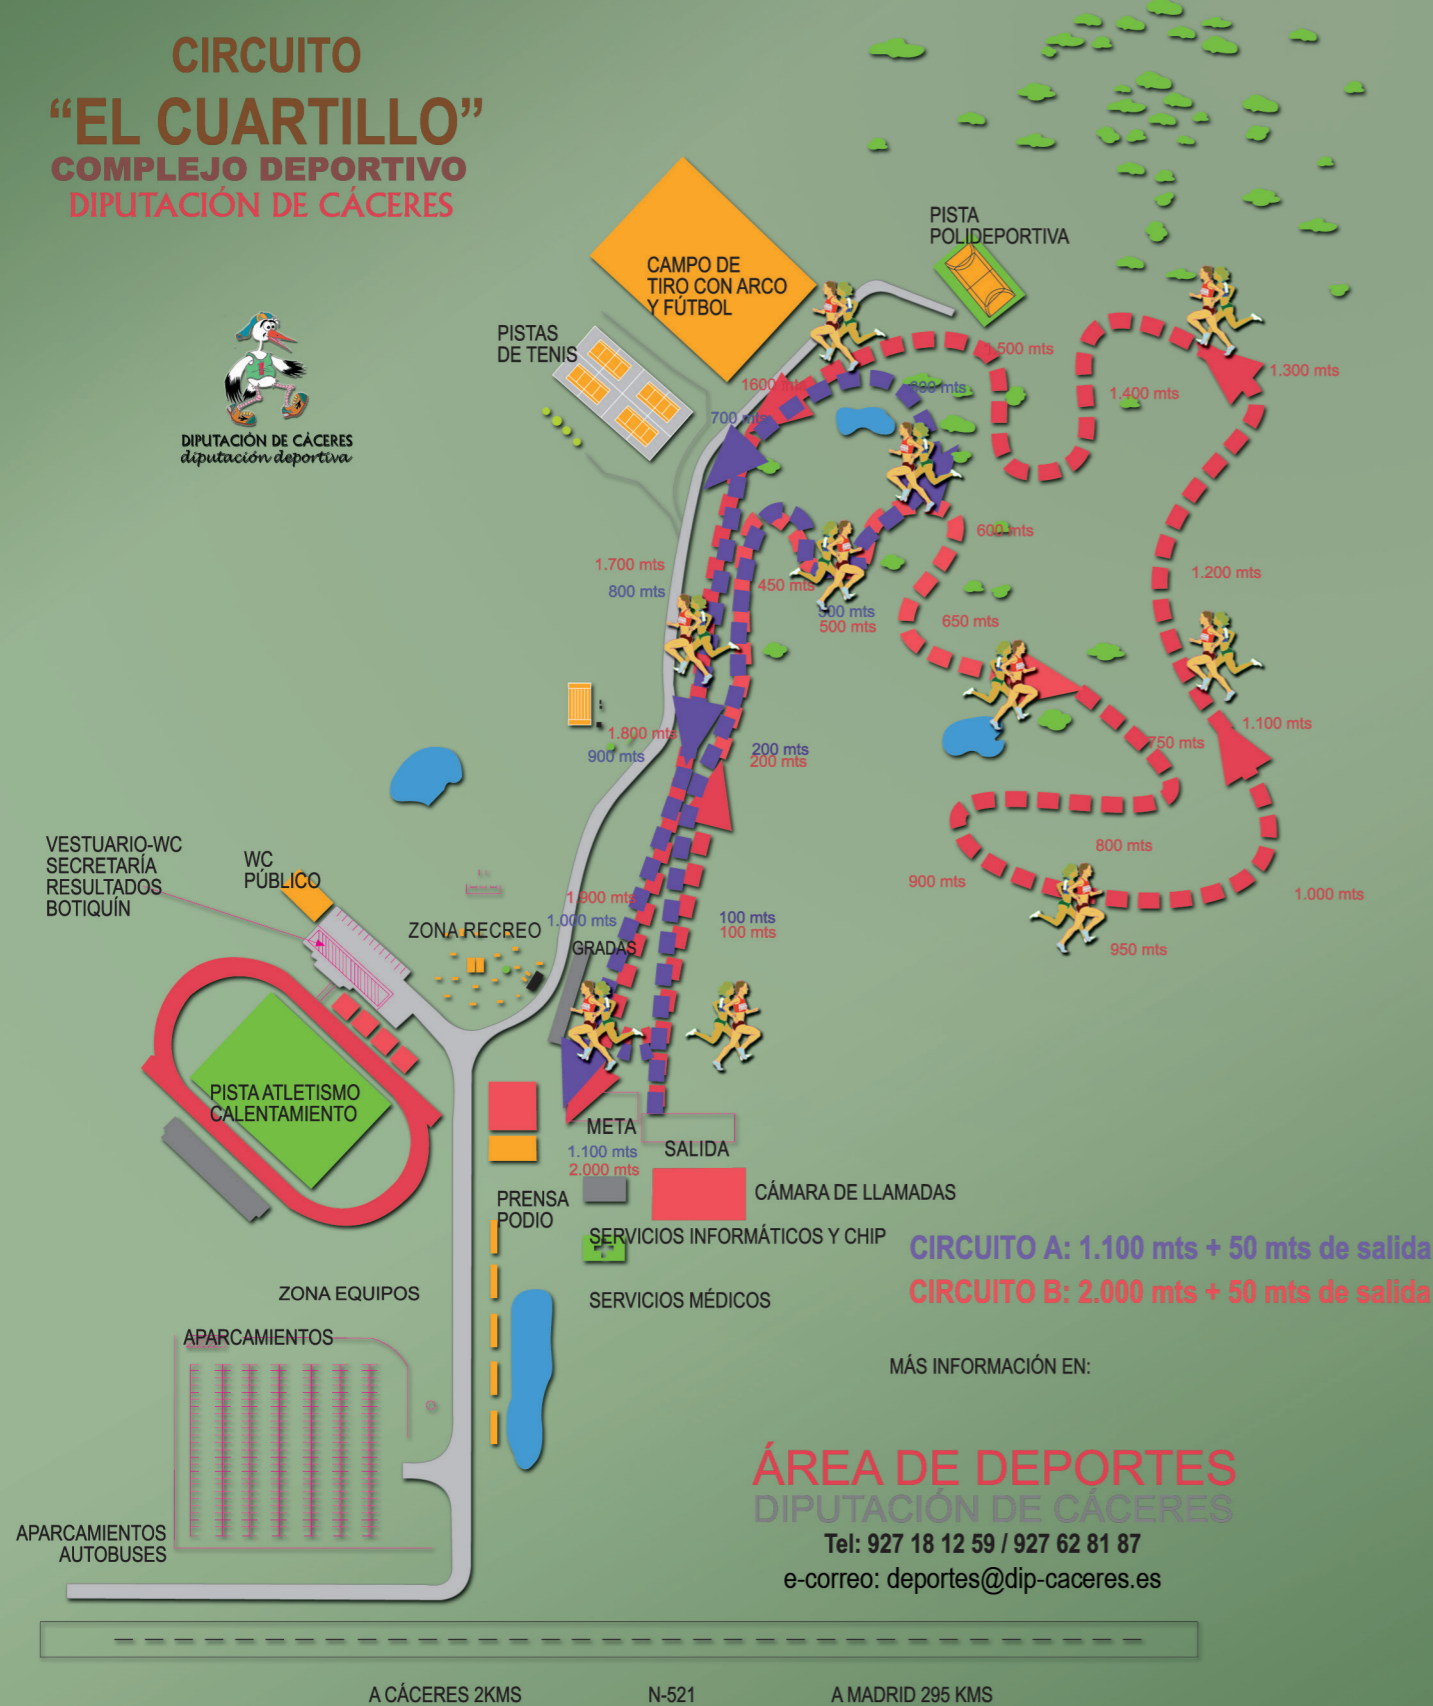 CIRCUITO
“EL CUARTILLO”
COMPLEJO DEPORTIVO
DIPUTACIÓN DE CÁCERES
DIPUTACIÓN DE CÁCERES
diputación deportiva
PISTA
POLIDEPORTIVA
CAMPO DE
TIRO CON ARCO
Y FÚTBOL
PISTAS
DE TENIS
1.500 mts
1.300 mts
1600 mts
600 mts
1.400 mts
700 mts
600 mts
1.700 mts
1.200 mts
450 mts
800 mts
500 mts
500 mts
650 mts
1.100 mts
1.800 mts
750 mts
200 mts
900 mts
200 mts
VESTUARIO-WC
SECRETARÍA
RESULTADOS
BOTIQUÍN
WC
PÚBLICO
800 mts
900 mts
1.000 mts
1.900 mts
1.000 mts
100 mts
100 mts
950 mts
ZONA RECREO
GRADAS
PISTA ATLETISMO
CALENTAMIENTO
META
1.100 mts
2.000 mts
SALIDA
PRENSA
PODIO
CÁMARA DE LLAMADAS
SERVICIOS INFORMÁTICOS Y CHIP
CIRCUITO A: 1.100 mts + 50 mts de salida
CIRCUITO B: 2.000 mts + 50 mts de salida
ZONA EQUIPOS
SERVICIOS MÉDICOS
APARCAMIENTOS
MÁS INFORMACIÓN EN:
ÁREA DE DEPORTES
DIPUTACIÓN DE CÁCERES
Tel: 927 18 12 59 / 927 62 81 87
e-correo: deportes@dip-caceres.es
APARCAMIENTOS
AUTOBUSES
A CÁCERES 2KMS
N-521
A MADRID 295 KMS